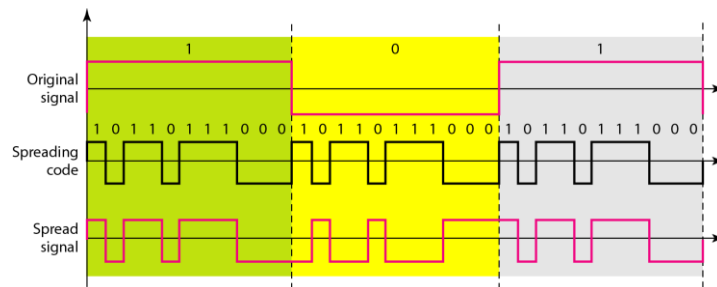 1 0 1
Original
signal
1 0 1 1 0 1 1 1 0 0 0 1 0 1 1 0 1 1 1 0 0 0 1 0 1 1 0 1 1 1 0 0 0
Spreading
code
Spread
signal